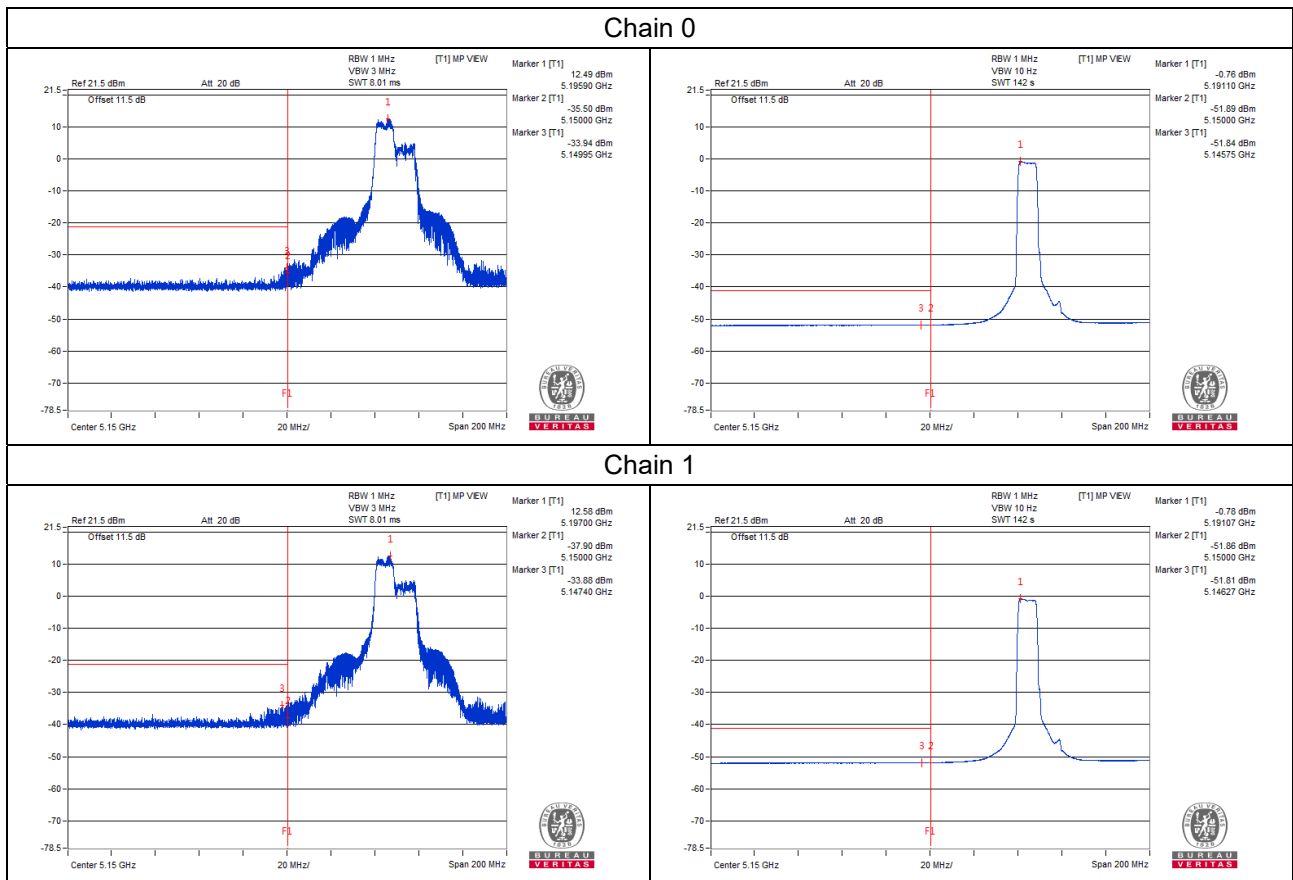 Chain 0
RBW 1 MHz
VBW 3 MHz
SWT 8.01 ms
[T1] MP VIEW
Ref 21.5 dBm
Att 20 dB
Offset 11.5 dB
Marker 1 [T1]
12.49 dBm
5.19590 GHz
Marker 2 [T1]
-35.50 dBm
5.15000 GHz
Marker 3 [T1]
-33.94 dBm
5.14995 GHz
21.5
10
0
-10
-20
-30
-40
-50
-60
-70
-78.5
1
3
2
F1
Center 5.15 GHz
20 MHz/
Span 200 MHz
BUREAU VERITAS
1828
BUREAU
VERITAS
RBW 1 MHz
VBW 10 Hz
SWT 142 s
[T1] MP VIEW
Ref 21.5 dBm
Att 20 dB
Offset 11.5 dB
Marker 1 [T1]
-0.76 dBm
5.19110 GHz
Marker 2 [T1]
-51.89 dBm
5.15000 GHz
Marker 3 [T1]
-51.84 dBm
5.14575 GHz
21.5
10
0
-10
-20
-30
-40
-50
-60
-70
-78.5
1
3 2
F1
Center 5.15 GHz
20 MHz/
Span 200 MHz
BUREAU VERITAS
1828
BUREAU
VERITAS
Chain 1
RBW 1 MHz
VBW 3 MHz
SWT 8.01 ms
[T1] MP VIEW
Ref 21.5 dBm
Att 20 dB
Offset 11.5 dB
Marker 1 [T1]
12.58 dBm
5.19700 GHz
Marker 2 [T1]
-37.90 dBm
5.15000 GHz
Marker 3 [T1]
-33.88 dBm
5.14740 GHz
21.5
10
0
-10
-20
-30
-40
-50
-60
-70
-78.5
1
3
2
F1
Center 5.15 GHz
20 MHz/
Span 200 MHz
BUREAU VERITAS
1828
BUREAU
VERITAS
RBW 1 MHz
VBW 10 Hz
SWT 142 s
[T1] MP VIEW
Ref 21.5 dBm
Att 20 dB
Offset 11.5 dB
Marker 1 [T1]
-0.78 dBm
5.19107 GHz
Marker 2 [T1]
-51.86 dBm
5.15000 GHz
Marker 3 [T1]
-51.81 dBm
5.14627 GHz
21.5
10
0
-10
-20
-30
-40
-50
-60
-70
-78.5
1
3 2
F1
Center 5.15 GHz
20 MHz/
Span 200 MHz
BUREAU VERITAS
1828
BUREAU
VERITAS